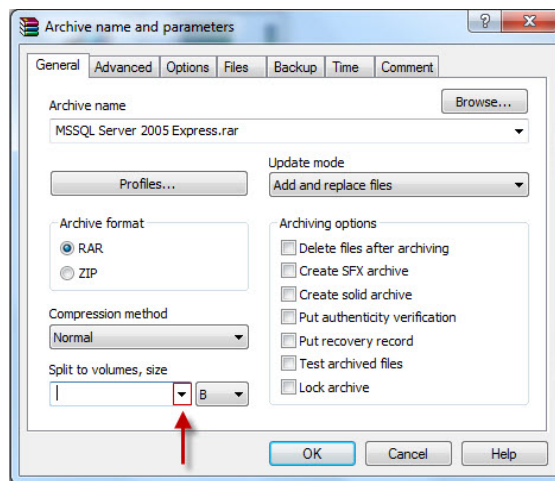 Archive name and parameters
General Advanced Options Files Backup Time Comment
Archive name
Browse...
MSSQL Server 2005 Express.rar
Profiles...
Update mode
Add and replace files
Archive format
RAR
ZIP
Compression method
Normal
Split to volumes, size
B
Archiving options
Delete files after archiving
Create SFX archive
Create solid archive
Put authenticity verification
Put recovery record
Test archived files
Lock archive
OK Cancel Help